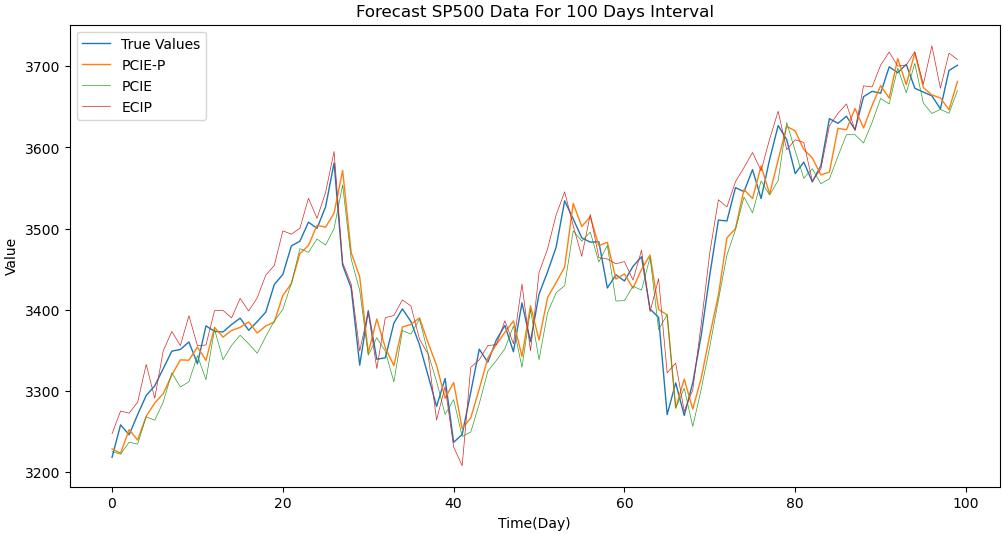 Forecast SP500 Data For 100 Days Interval
True Values
PCIE-P
PCIE
ECIP
3700
3600
3500
3400
3300
3200
Value
0 20 40 60 80 100
Time(Day)